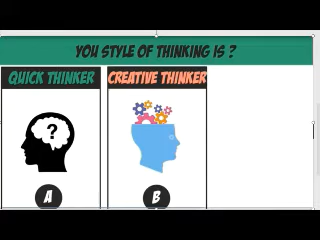 YOU STYLE OF THINKING IS ?
QUICK THINKER
CREATIVE THINKER
?
A
B